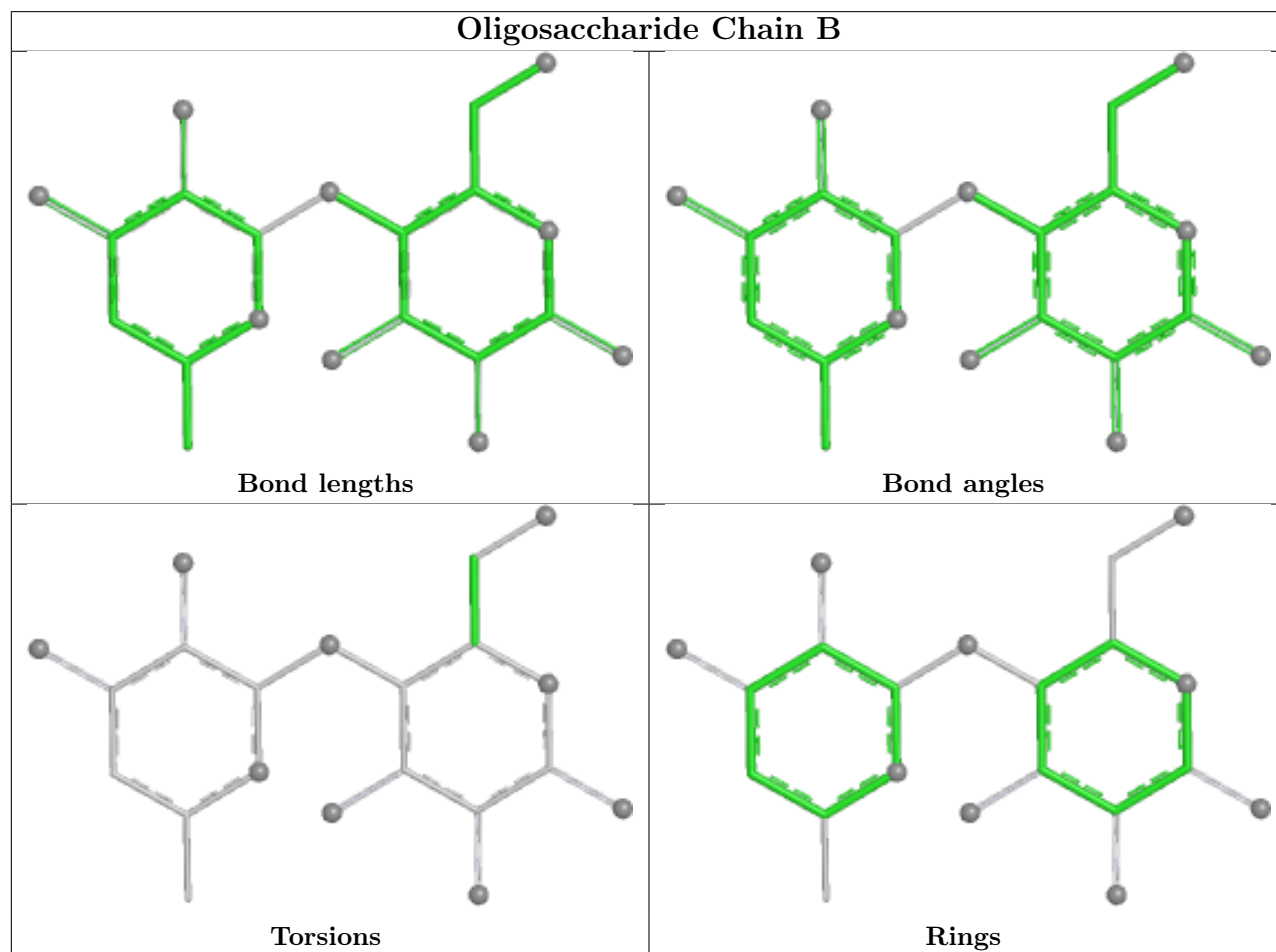 Oligosaccharide Chain B
Bond lengths
Bond angles
Torsions
Rings